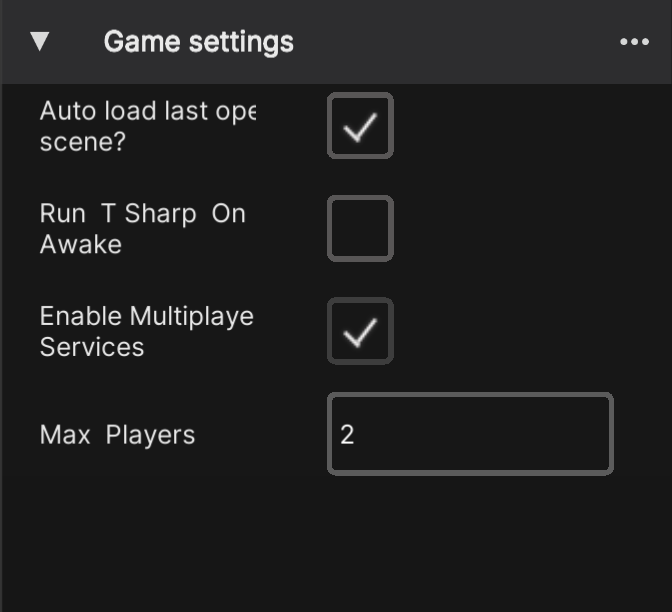 Game settings
Auto load last ope
scene?
Run  T Sharp  On
Awake
Enable Multiplaye
Services
Max  Players
2